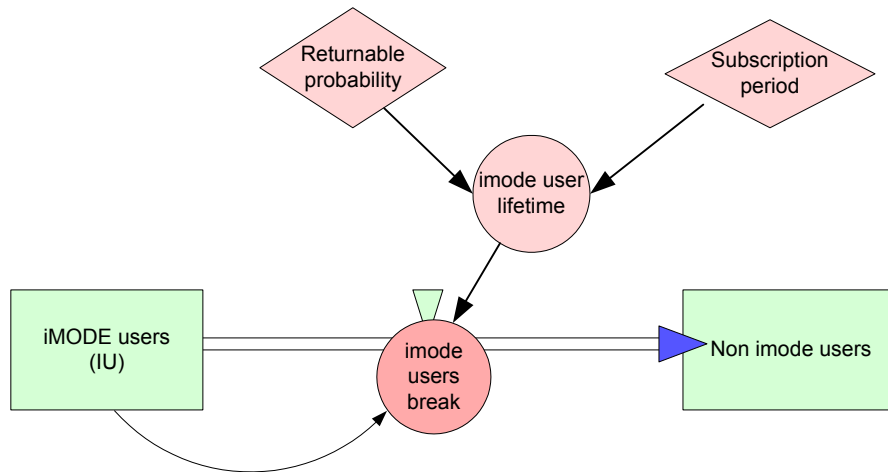 Returnable
probability
Subscription
period
imode user
lifetime
iMODE users
(IU)
imode
users
break
Non imode users